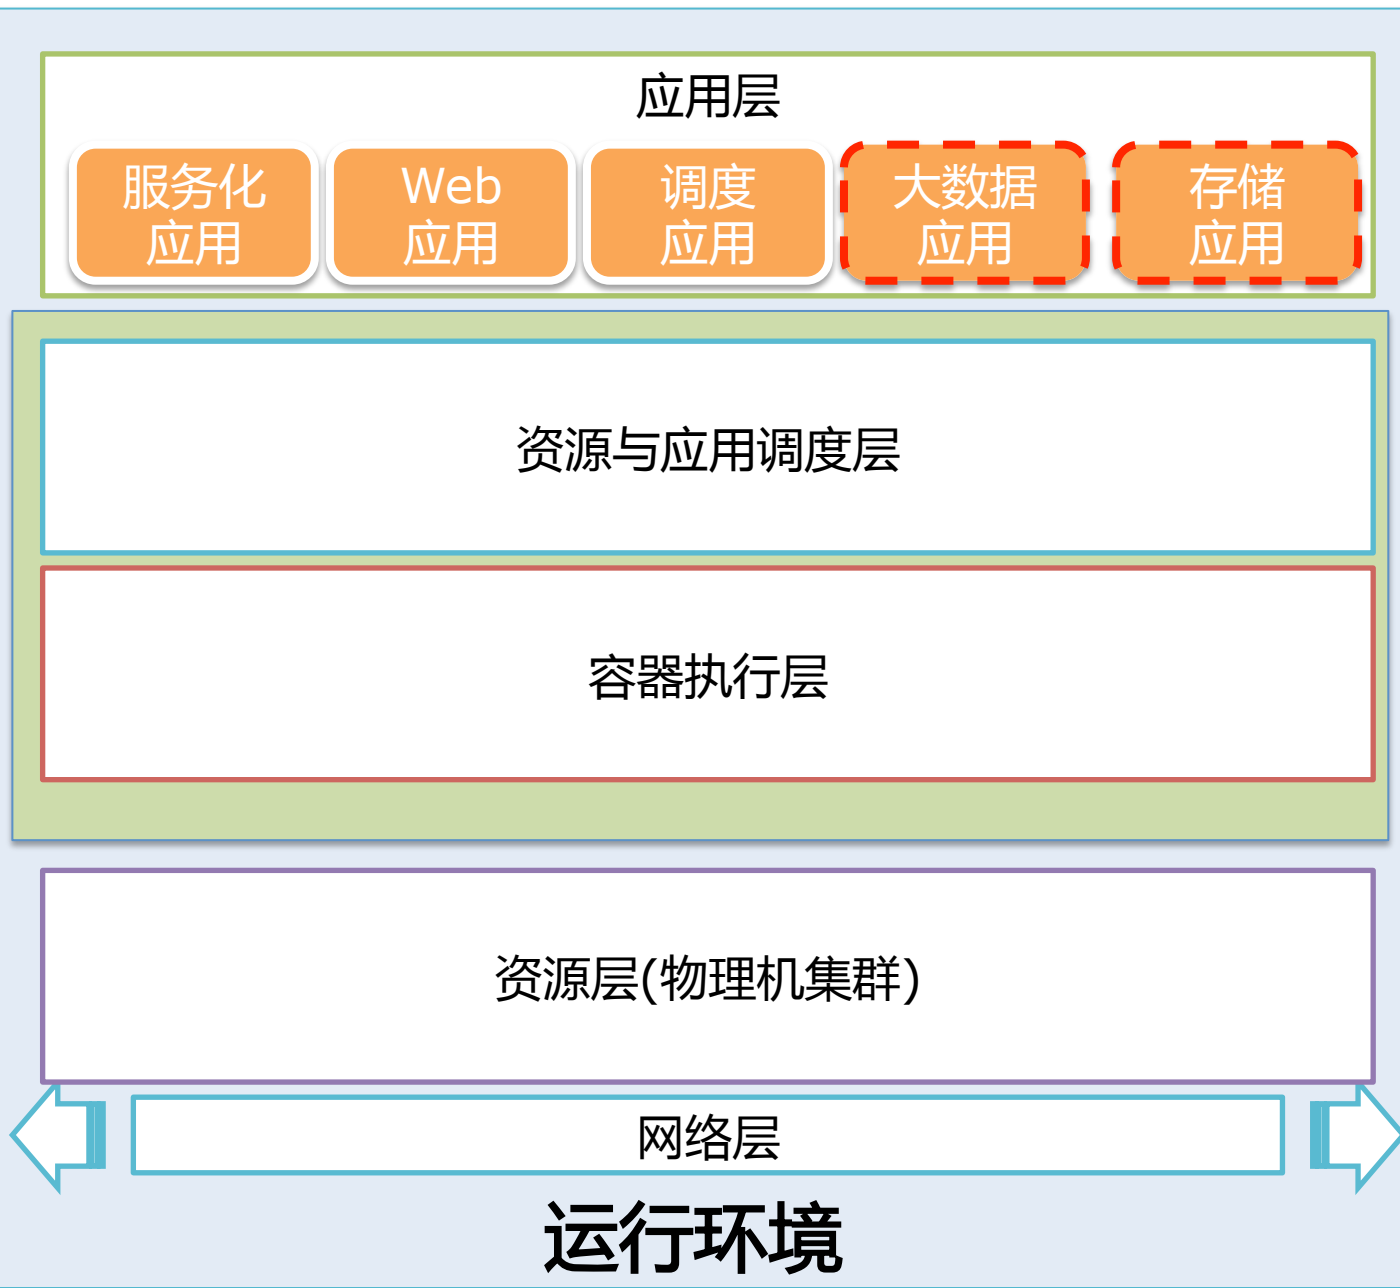 应用层
服务化
应用
Web
应用
调度
应用
大数据
应用
存储
应用
资源与应用调度层
容器执行层
资源层(物理机集群)
网络层
运行环境